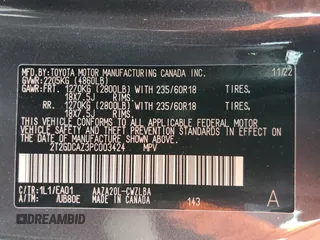 MFD.BY:TOYOTA MOTOR MANUFACTURING CANADA INC. 11/22
GVWR: 2205KG (4860LB)
GAWR:FRT. 1270KG (2800LB) WITH 235/60R18 TIRES
18X7.5J RIMS,
RR. 1270KG (2800LB) WITH 235/60R18 TIRES
18X7.5J RIMS,
THIS VEHICLE CONFORMS TO ALL APPLICABLE
FEDERAL MOTOR VEHICLE SAFETY AND THEFT
PREVENTION STANDARDS IN EFFECT ON THE DATE
OF MANUFACTURE SHOWN ABOVE.
2T2GDCAZ3PC003424 MPV
C/TR:1L1/EA01 AAZA20L-CWZLBA
A/TM: /UB80E MADE IN CANADA 143 A
DREAMBID